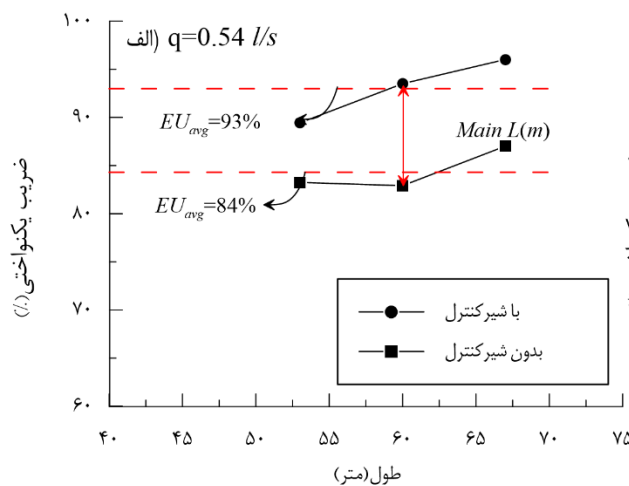 ۱۰۰
الف) q=0.54 l/s
۹۰
EUavg=93%
Main L(m)
EUavg=84%
۸۰
۷۰
۶۰
ضریب یکنواختی(٪)
با شیرکنترل
بدون شیرکنترل
۴۰ ۴۵ ۵۰ ۵۵ ۶۰ ۶۵ ۷۰ ۷۵
طول(متر)